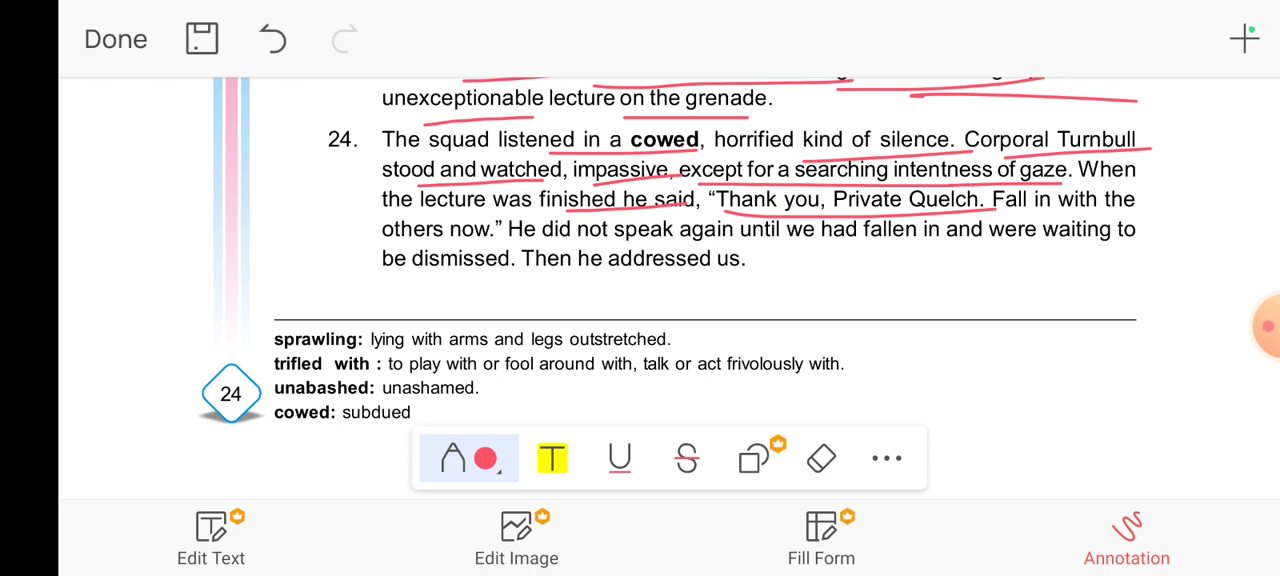 Done
unexceptionable lecture on the grenade.
24. The squad listened in a cowed, horrified kind of silence. Corporal Turnbull
stood and watched, impassive, except for a searching intentness of gaze. When
the lecture was finished he said, “Thank you, Private Quelch. Fall in with the
others now.” He did not speak again until we had fallen in and were waiting to
be dismissed. Then he addressed us.
sprawling: lying with arms and legs outstretched.
trifled with : to play with or fool around with, talk or act frivolously with.
unabashed: unashamed.
24
cowed: subdued
T
U
S
Edit Text
Edit Image
Fill Form
Annotation